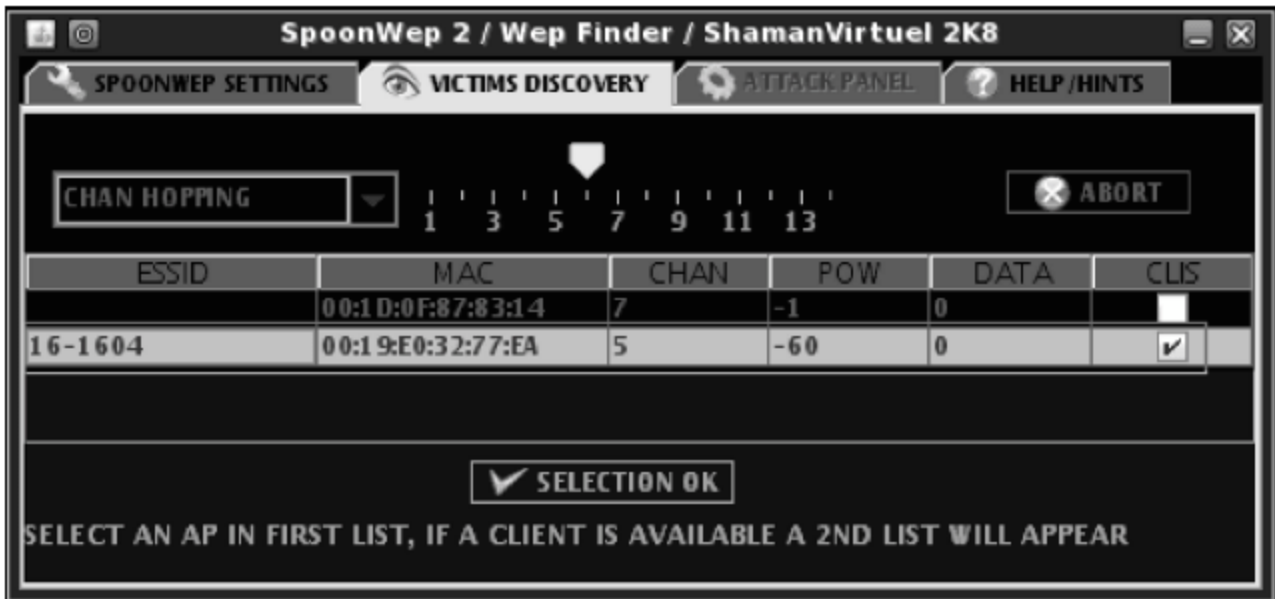 SpoonWep 2 / Wep Finder / ShamanVirtuel 2K8
SPOONWEP SETTINGS VICTIMS DISCOVERY ATTACK PANEL HELP/HINTS
CHAN HOPPING
ABORT
1 3 5 7 9 11 13
ESSID MAC CHAN POW DATA CLIS
00:1D:0F:87:83:14 7 -1 0
16-1604 00:19:E0:32:77:EA 5 -60 0
SELECTION OK
SELECT AN AP IN FIRST LIST, IF A CLIENT IS AVAILABLE A 2ND LIST WILL APPEAR